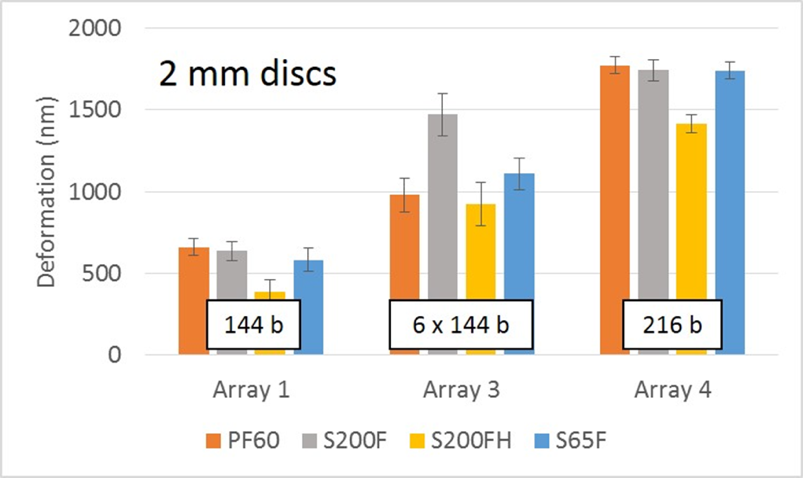 2000
2 mm discs
1500
1000
500
0
Deformation (nm)
144 b
6 x 144 b
216 b
Array 1
Array 3
Array 4
PF60 S200F S200FH S65F